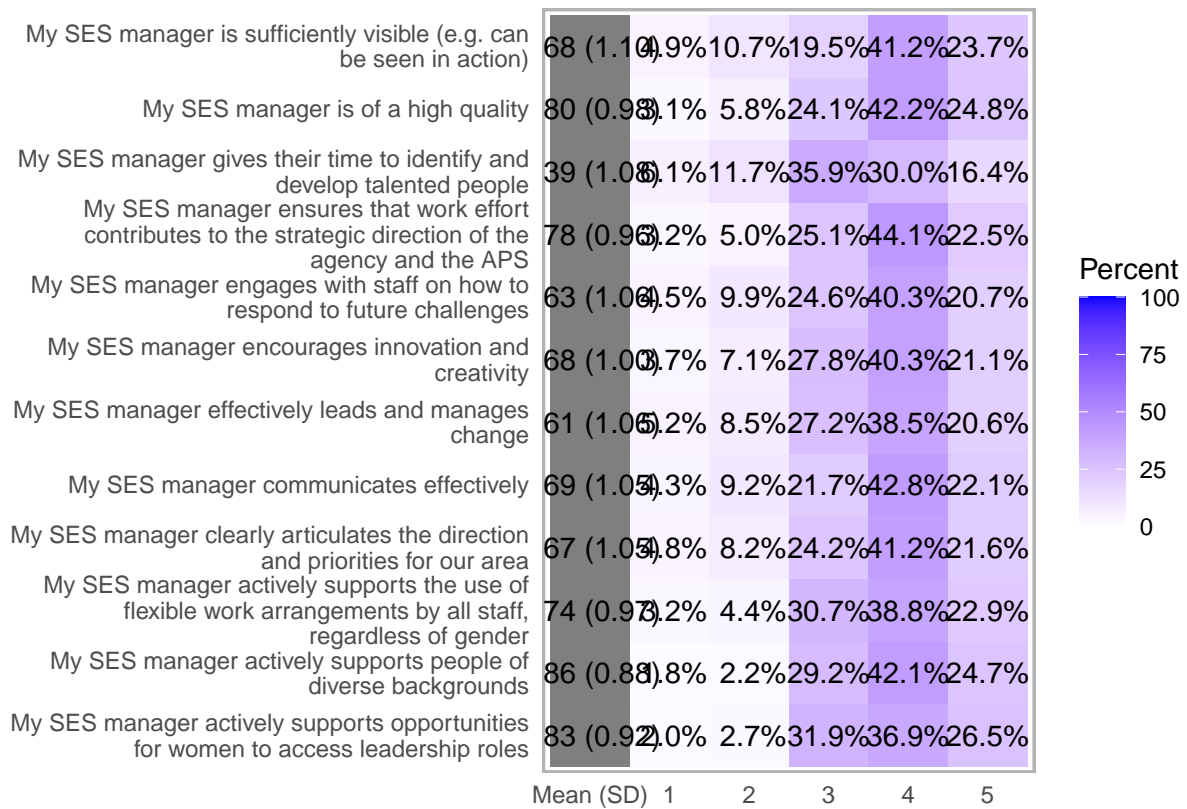 My SES manager is sufficiently visible (e.g. can
be seen in action)
68 (1.10) 4.9% 10.7% 19.5% 41.2% 23.7%
My SES manager is of a high quality
80 (0.98) 3.1% 5.8% 24.1% 42.2% 24.8%
My SES manager gives their time to identify and
develop talented people
39 (1.08) 6.1% 11.7% 35.9% 30.0% 16.4%
My SES manager ensures that work effort
contributes to the strategic direction of the
agency and the APS
78 (0.96) 3.2% 5.0% 25.1% 44.1% 22.5%
My SES manager engages with staff on how to
respond to future challenges
63 (1.06) 4.5% 9.9% 24.6% 40.3% 20.7%
My SES manager encourages innovation and
creativity
68 (1.00) 3.7% 7.1% 27.8% 40.3% 21.1%
My SES manager effectively leads and manages
change
61 (1.06) 5.2% 8.5% 27.2% 38.5% 20.6%
My SES manager communicates effectively
69 (1.05) 4.3% 9.2% 21.7% 42.8% 22.1%
My SES manager clearly articulates the direction
and priorities for our area
67 (1.05) 4.8% 8.2% 24.2% 41.2% 21.6%
My SES manager actively supports the use of
flexible work arrangements by all staff,
regardless of gender
74 (0.97) 3.2% 4.4% 30.7% 38.8% 22.9%
My SES manager actively supports people of
diverse backgrounds
86 (0.88) 1.8% 2.2% 29.2% 42.1% 24.7%
My SES manager actively supports opportunities
for women to access leadership roles
83 (0.92) 2.0% 2.7% 31.9% 36.9% 26.5%
Mean (SD) 1 2 3 4 5
Percent
100
75
50
25
0